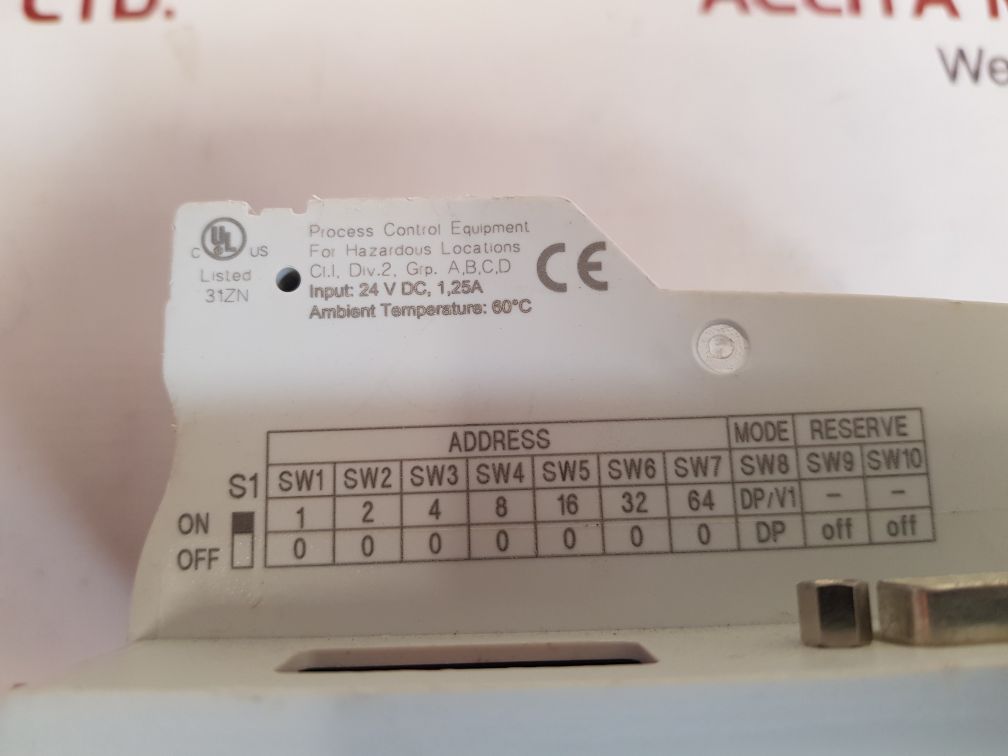 LTD.
We
C UL US
Listed
31ZN
Process Control Equipment
For Hazardous Locations
Cl.I, Div.2, Grp. A,B,C,D
Input: 24 V DC, 1,25A
Ambient Temperature: 60°C
CE
ADDRESS MODE RESERVE
S1 SW1 SW2 SW3 SW4 SW5 SW6 SW7 SW8 SW9 SW10
ON 1 2 4 8 16 32 64 DP/V1 – –
OFF 0 0 0 0 0 0 0 DP off off